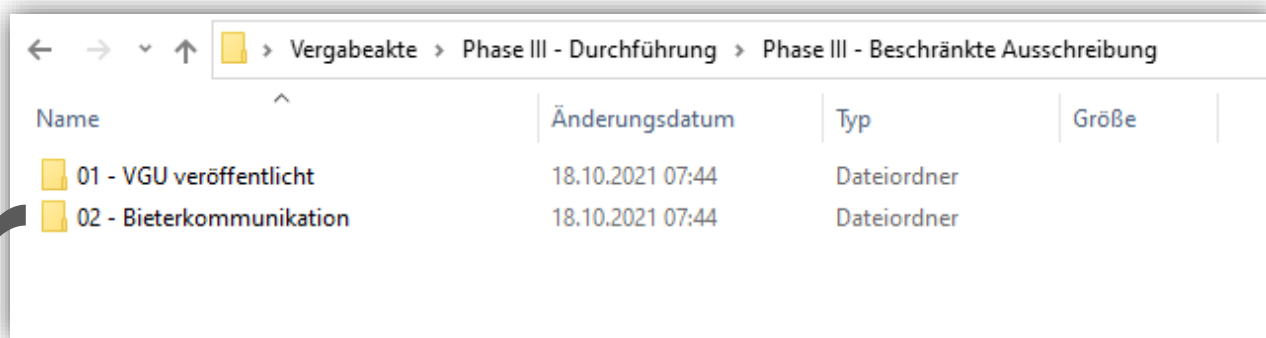 Vergabeakte > Phase III - Durchführung > Phase III - Beschränkte Ausschreibung
Name Änderungsdatum Typ Größe
01 - VGU veröffentlicht 18.10.2021 07:44 Dateiordner
02 - Bieterkommunikation 18.10.2021 07:44 Dateiordner